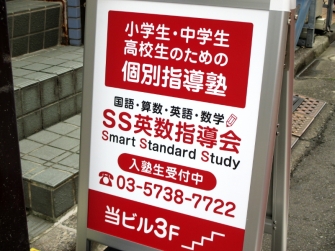 小学生・中学生
高校生のための
個別指導塾
国語・算数・英語・数学
SS英数指導会
Smart Standard Study
入塾生受付中
☎03-5738-7722
当ビル3F